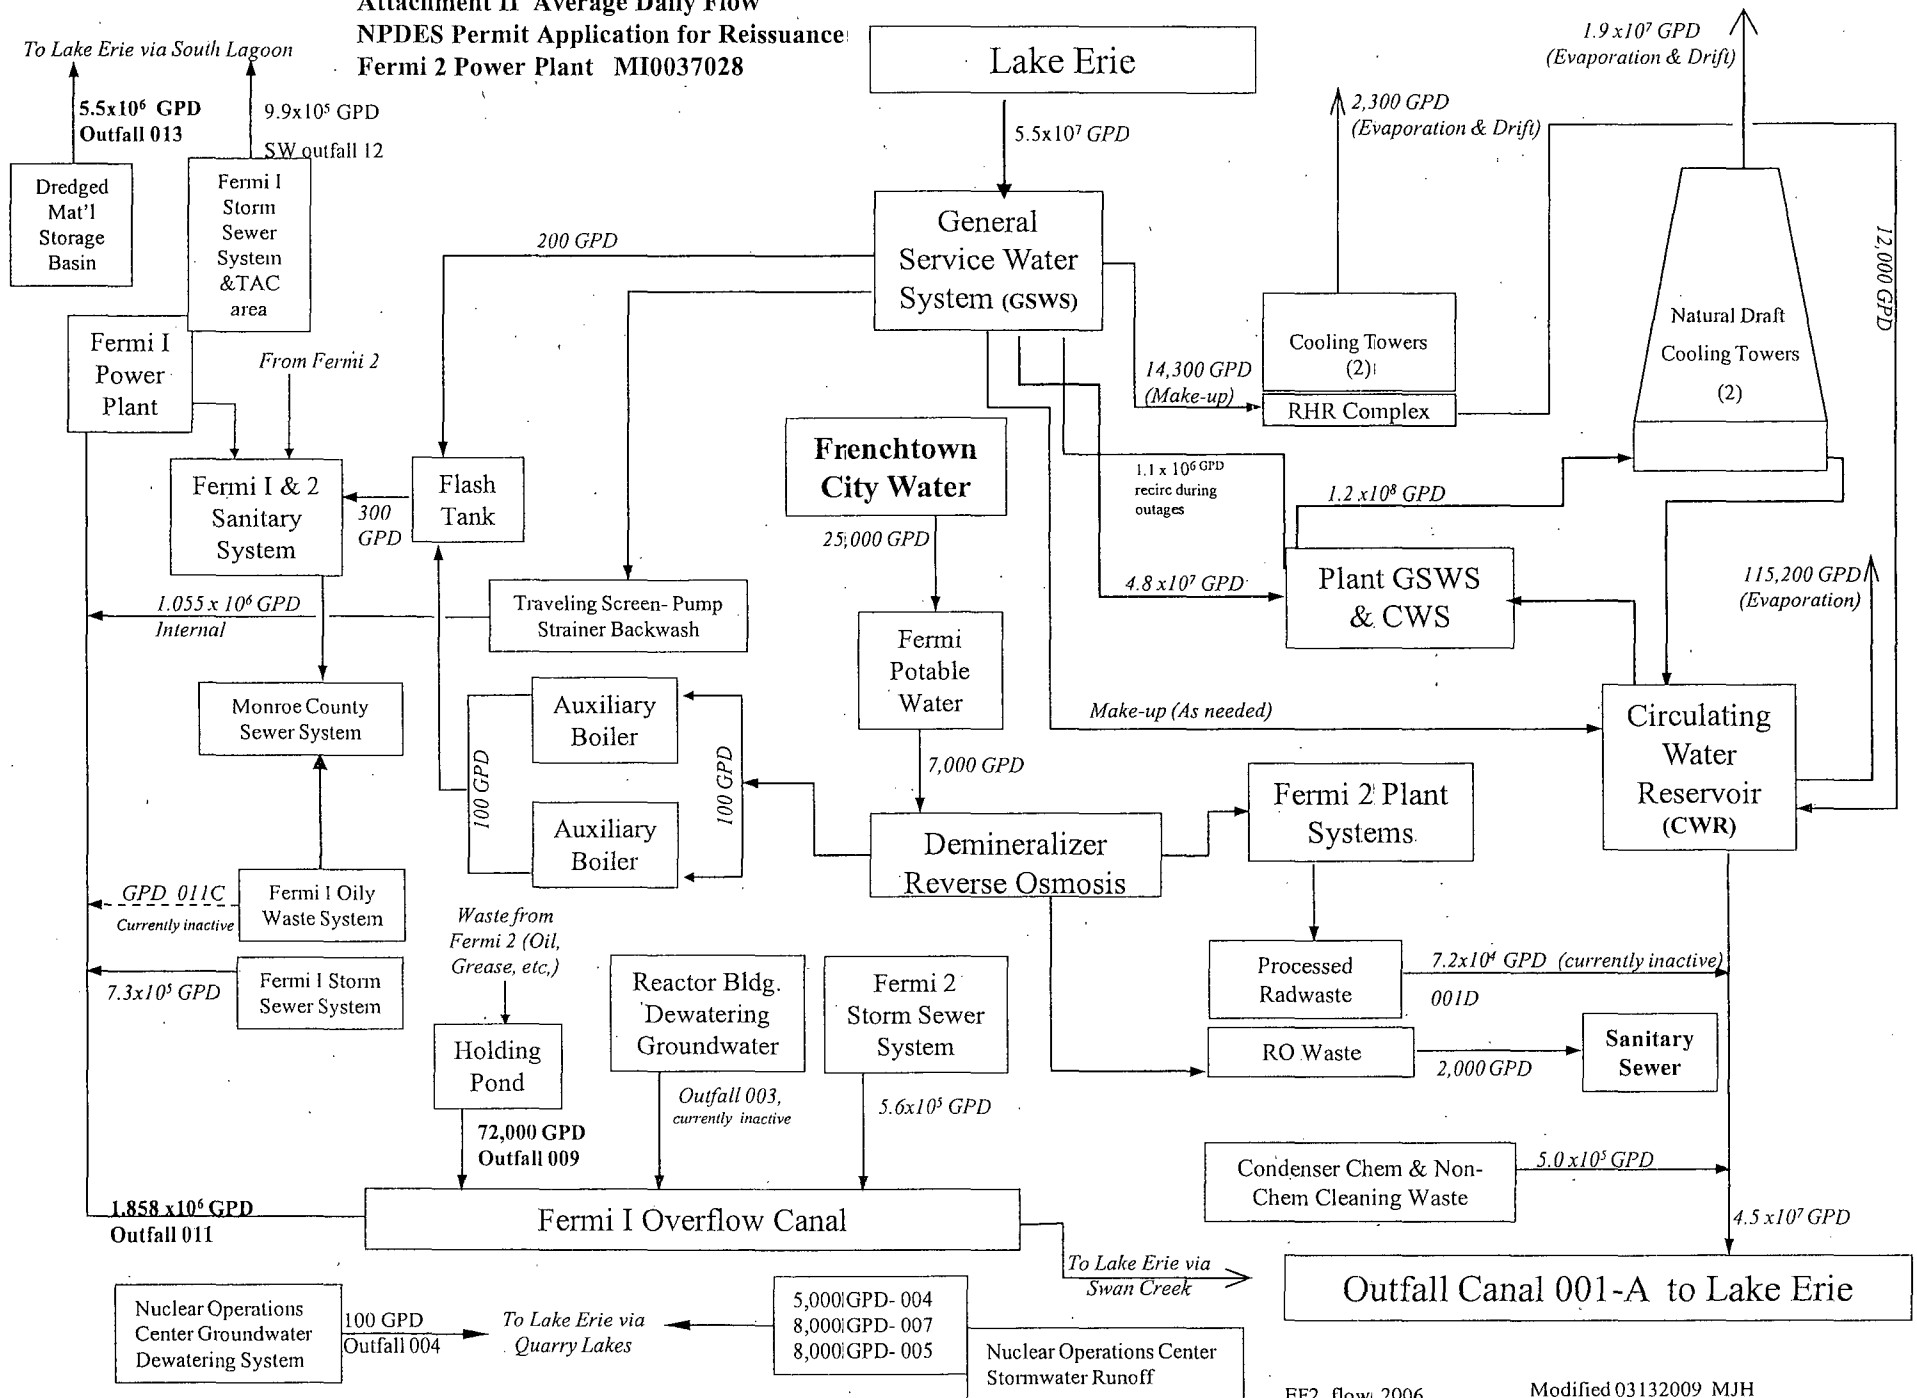 Attachment II Average Daily Flow
NPDES Permit Application for Reissuance
Fermi 2 Power Plant MI0037028
To Lake Erie via South Lagoon
5.5x10⁶ GPD
Outfall 013
9.9x10⁵ GPD
SW outfall 12
Dredged
Mat'l
Storage
Basin
Fermi I
Storm
Sewer
System
&TAC
area
Lake Erie
5.5x10⁷ GPD
2,300 GPD
(Evaporation & Drift)
1.9x10⁷ GPD
(Evaporation & Drift)
12,000 GPD
General
Service Water
System (GSWS)
200 GPD
Cooling Towers
(2)
RHR Complex
14,300 GPD
(Make-up)
Natural Draft
Cooling Towers
(2)
Fermi I
Power
Plant
From Fermi 2
Fermi I & 2
Sanitary
System
300
GPD
Flash
Tank
Frenchtown
City Water
25,000 GPD
1.1 x 10⁶ GPD
recirc during
outages
1.2 x10⁸ GPD
4.8 x10⁷ GPD
Plant GSWS
& CWS
115,200 GPD
(Evaporation)
1.055 x 10⁶ GPD
Internal
Traveling Screen- Pump
Strainer Backwash
Fermi
Potable
Water
7,000 GPD
Monroe County
Sewer System
Auxiliary
Boiler
100 GPD
100 GPD
Auxiliary
Boiler
Make-up (As needed)
Circulating
Water
Reservoir
(CWR)
Demineralizer
Reverse Osmosis
Fermi 2 Plant
Systems
GPD 011C
Currently inactive
Fermi I Oily
Waste System
7.3x10⁵ GPD
Fermi I Storm
Sewer System
Waste from
Fermi 2 (Oil,
Grease, etc,)
Holding
Pond
72,000 GPD
Outfall 009
Reactor Bldg.
Dewatering
Groundwater
Outfall 003,
currently inactive
Fermi 2
Storm Sewer
System
5.6x10⁵ GPD
Processed
Radwaste
7.2x10⁴ GPD (currently inactive)
001D
RO Waste
2,000 GPD
Sanitary
Sewer
Condenser Chem & Non-
Chem Cleaning Waste
5.0 x10⁵ GPD
4.5 x10⁷ GPD
1.858 x10⁶ GPD
Outfall 011
Fermi I Overflow Canal
To Lake Erie via
Swan Creek
Outfall Canal 001-A to Lake Erie
Nuclear Operations
Center Groundwater
Dewatering System
100 GPD
Outfall 004
To Lake Erie via
Quarry Lakes
5,000 GPD- 004
8,000 GPD- 007
8,000 GPD- 005
Nuclear Operations Center
Stormwater Runoff
EF2 flow 2006
Modified 03132009 MJH